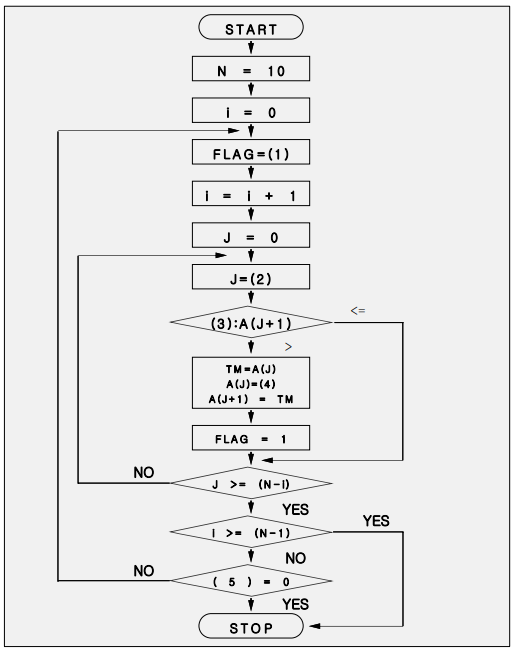 START
N = 10
i = 0
FLAG=(1)
i = i + 1
J = 0
J=(2)
<=
(3):A(J+1)
>
TM=A(J)
A(J)=(4)
A(J+1) = TM
FLAG = 1
NO
J >= (N-I)
YES
i >= (N-1)
YES
NO
NO
( 5 ) = 0
YES
STOP